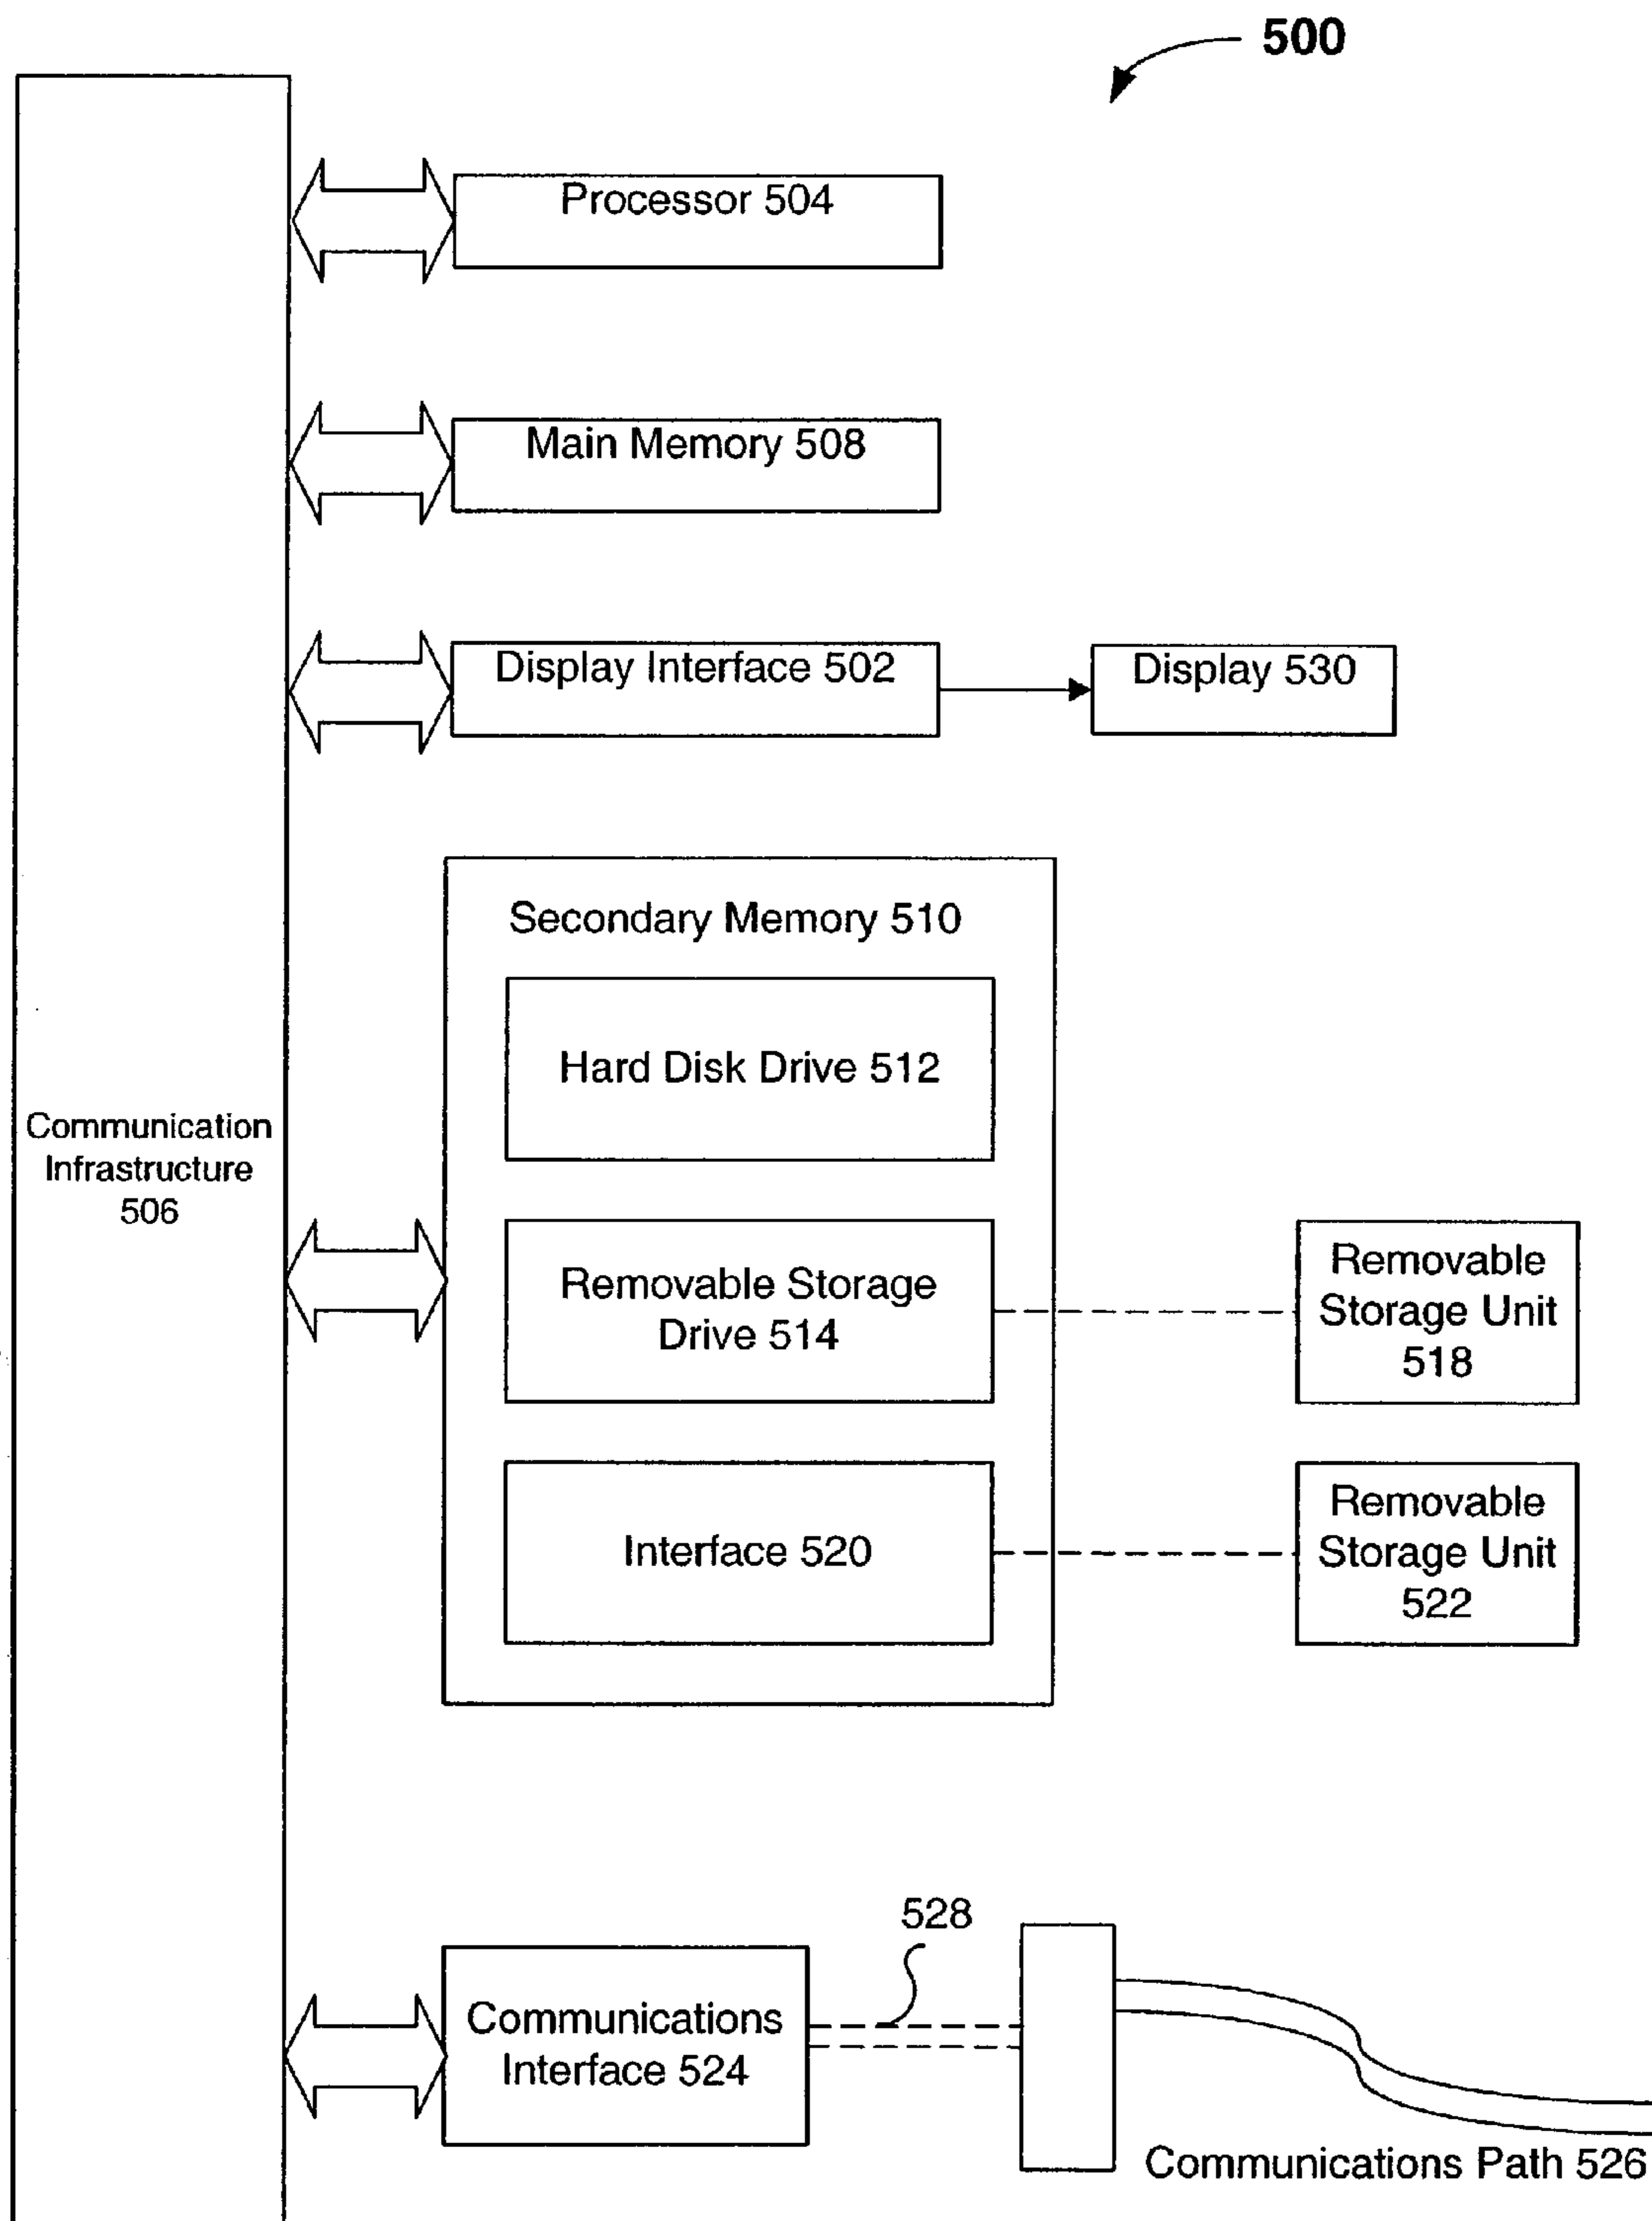 500
Processor 504
Main Memory 508
Display Interface 502
Display 530
Secondary Memory 510
Hard Disk Drive 512
Communication
Infrastructure
506
Removable Storage
Drive 514
Removable
Storage Unit
518
Interface 520
Removable
Storage Unit
522
528
Communications
Interface 524
Communications Path 526